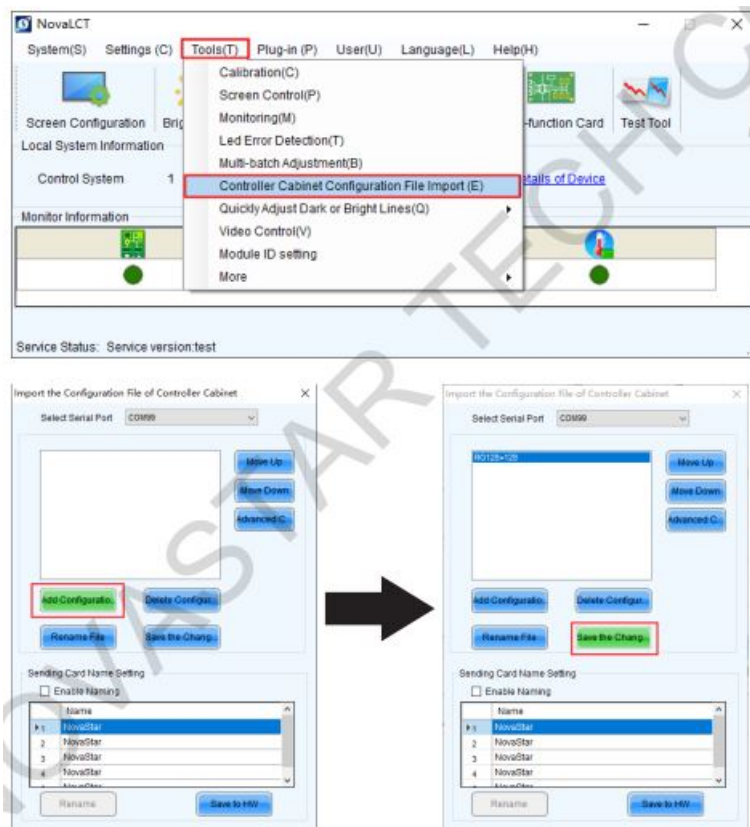 NovaLCT
System(S) Settings (C) Tools(T) Plug-in (P) User(U) Language(L) Help(H)
Calibration(C)
Screen Control(P)
Monitoring(M)
Led Error Detection(T)
Multi-batch Adjustment(B)
Controller Cabinet Configuration File Import (E)
Quickly Adjust Dark or Bright Lines(Q)
Video Control(V)
Module ID setting
More
Screen Configuration Brig -function Card Test Tool
Local System Information
Control System 1 etails of Device
Monitor Information
Service Status: Service version:test
Import the Configuration File of Controller Cabinet
Select Serial Port COM99
Move Up
Move Down
Advanced C..
Add Configuratio.. Delete Configur..
Rename File Save the Chang..
Sending Card Name Setting
Enable Naming
Name
1 NovaStar
2 NovaStar
3 NovaStar
4 NovaStar
Rename Save to HW
Import the Configuration File of Controller Cabinet
Select Serial Port COM99
Move Up
Move Down
Advanced C..
Add Configuratio.. Delete Configur..
Rename File Save the Chang..
Sending Card Name Setting
Enable Naming
Name
1 NovaStar
2 NovaStar
3 NovaStar
4 NovaStar
Rename Save to HW
NOVASTAR TECH C